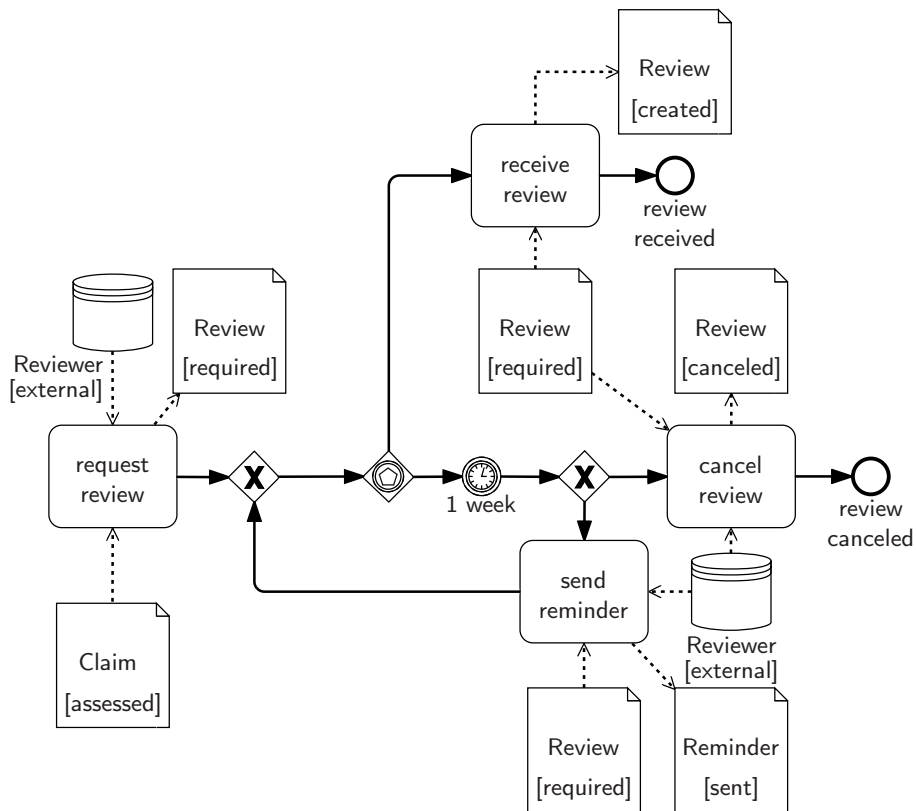 Review
[created]
receive
review
review
received
Reviewer
[external]
Review
[required]
Review
[required]
Review
[canceled]
request
review
X
1 week
X
cancel
review
review
canceled
send
reminder
Claim
[assessed]
Reviewer
[external]
Review
[required]
Reminder
[sent]